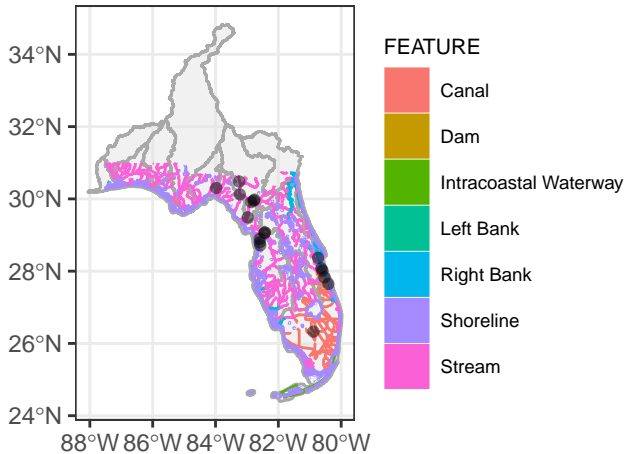 34°N
32°N
30°N
28°N
26°N
24°N
88°W 86°W 84°W 82°W 80°W
FEATURE
Canal
Dam
Intracoastal Waterway
Left Bank
Right Bank
Shoreline
Stream